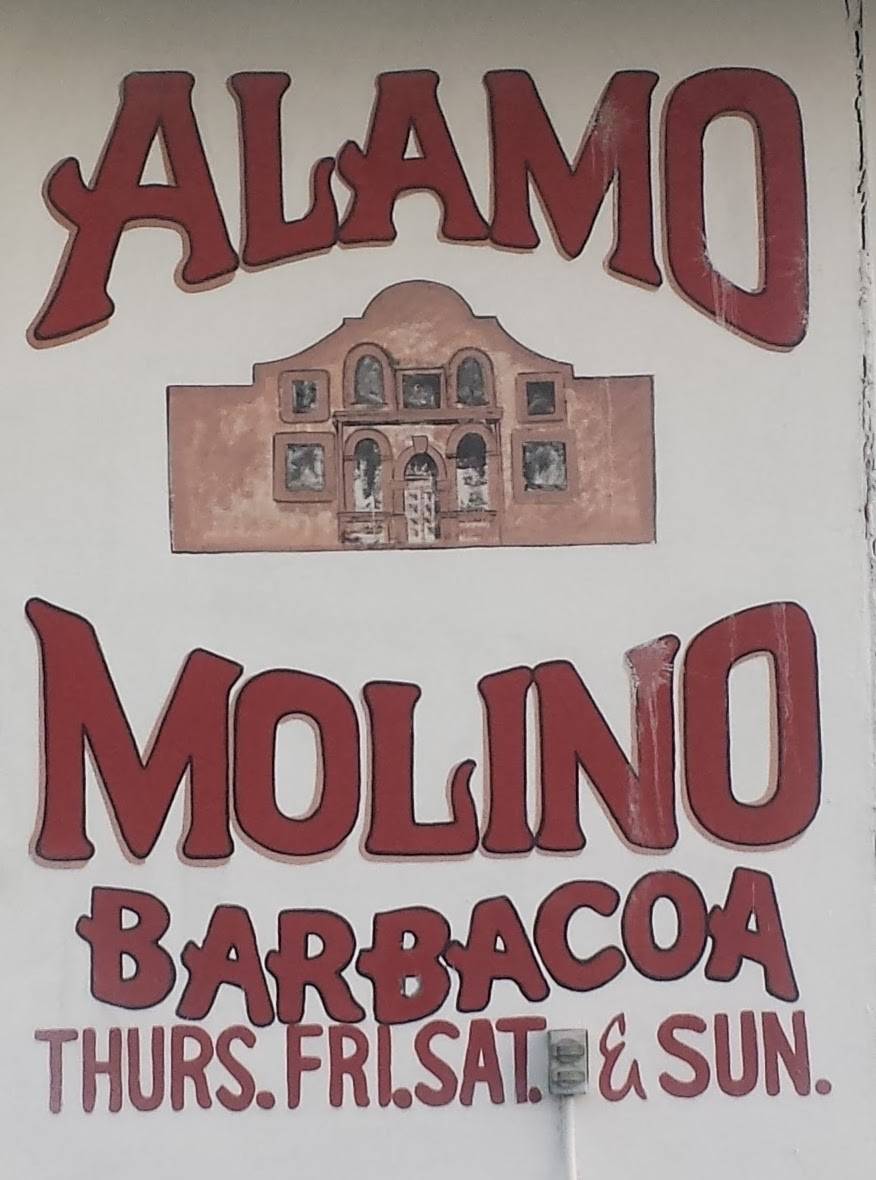 ALAMO
MOLINO
BARBACOA
THURS. FRI. SAT. & SUN.